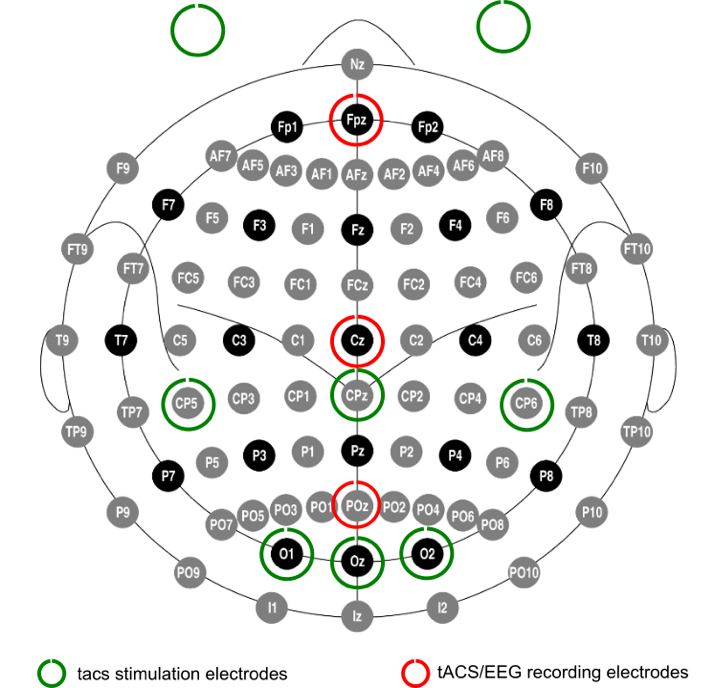 Nz
Fp1 Fpz Fp2
AF7 AF5 AF3 AF1 AFz AF2 AF4 AF6 AF8
F9 F10
F7 F5 F3 F1 Fz F2 F4 F6 F8
FT9 FT7 FC5 FC3 FC1 FCz FC2 FC4 FC6 FT8 FT10
T9 T7 C5 C3 C1 Cz C2 C4 C6 T8 T10
CP5 CP3 CP1 CPz CP2 CP4 CP6
TP9 TP7 TP8 TP10
P7 P5 P3 P1 Pz P2 P4 P6 P8
P9 PO7 PO5 PO3 PO1 POz PO2 PO4 PO6 PO8 P10
O1 Oz O2
PO9 PO10
I1 Iz I2
tacs stimulation electrodes tACS/EEG recording electrodes